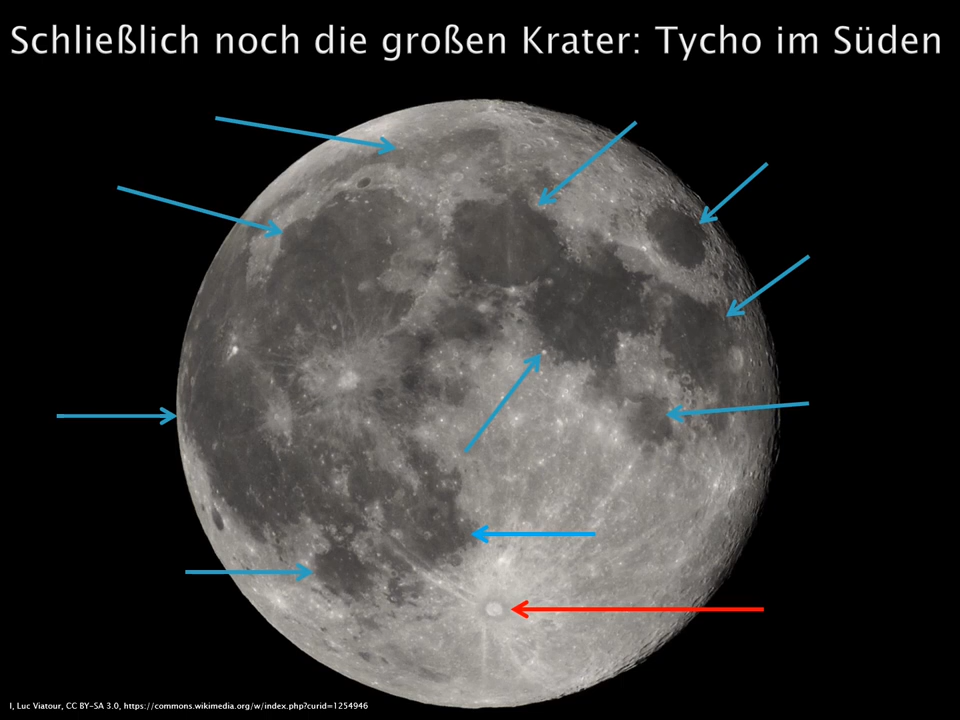 Schließlich noch die großen Krater: Tycho im Süden
I, Luc Viatour, CC BY-SA 3.0, https://commons.wikimedia.org/w/index.php?curid=1254946